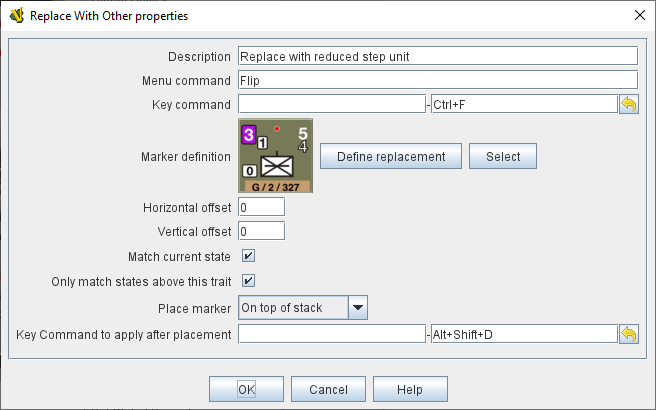 Replace With Other properties
Description Replace with reduced step unit
Menu command Flip
Key command - Ctrl+F
Marker definition 3 1 5 4 0 G / 2 / 327 Define replacement Select
Horizontal offset 0
Vertical offset 0
Match current state
Only match states above this trait
Place marker On top of stack
Key Command to apply after placement - Alt+Shift+D
OK Cancel Help